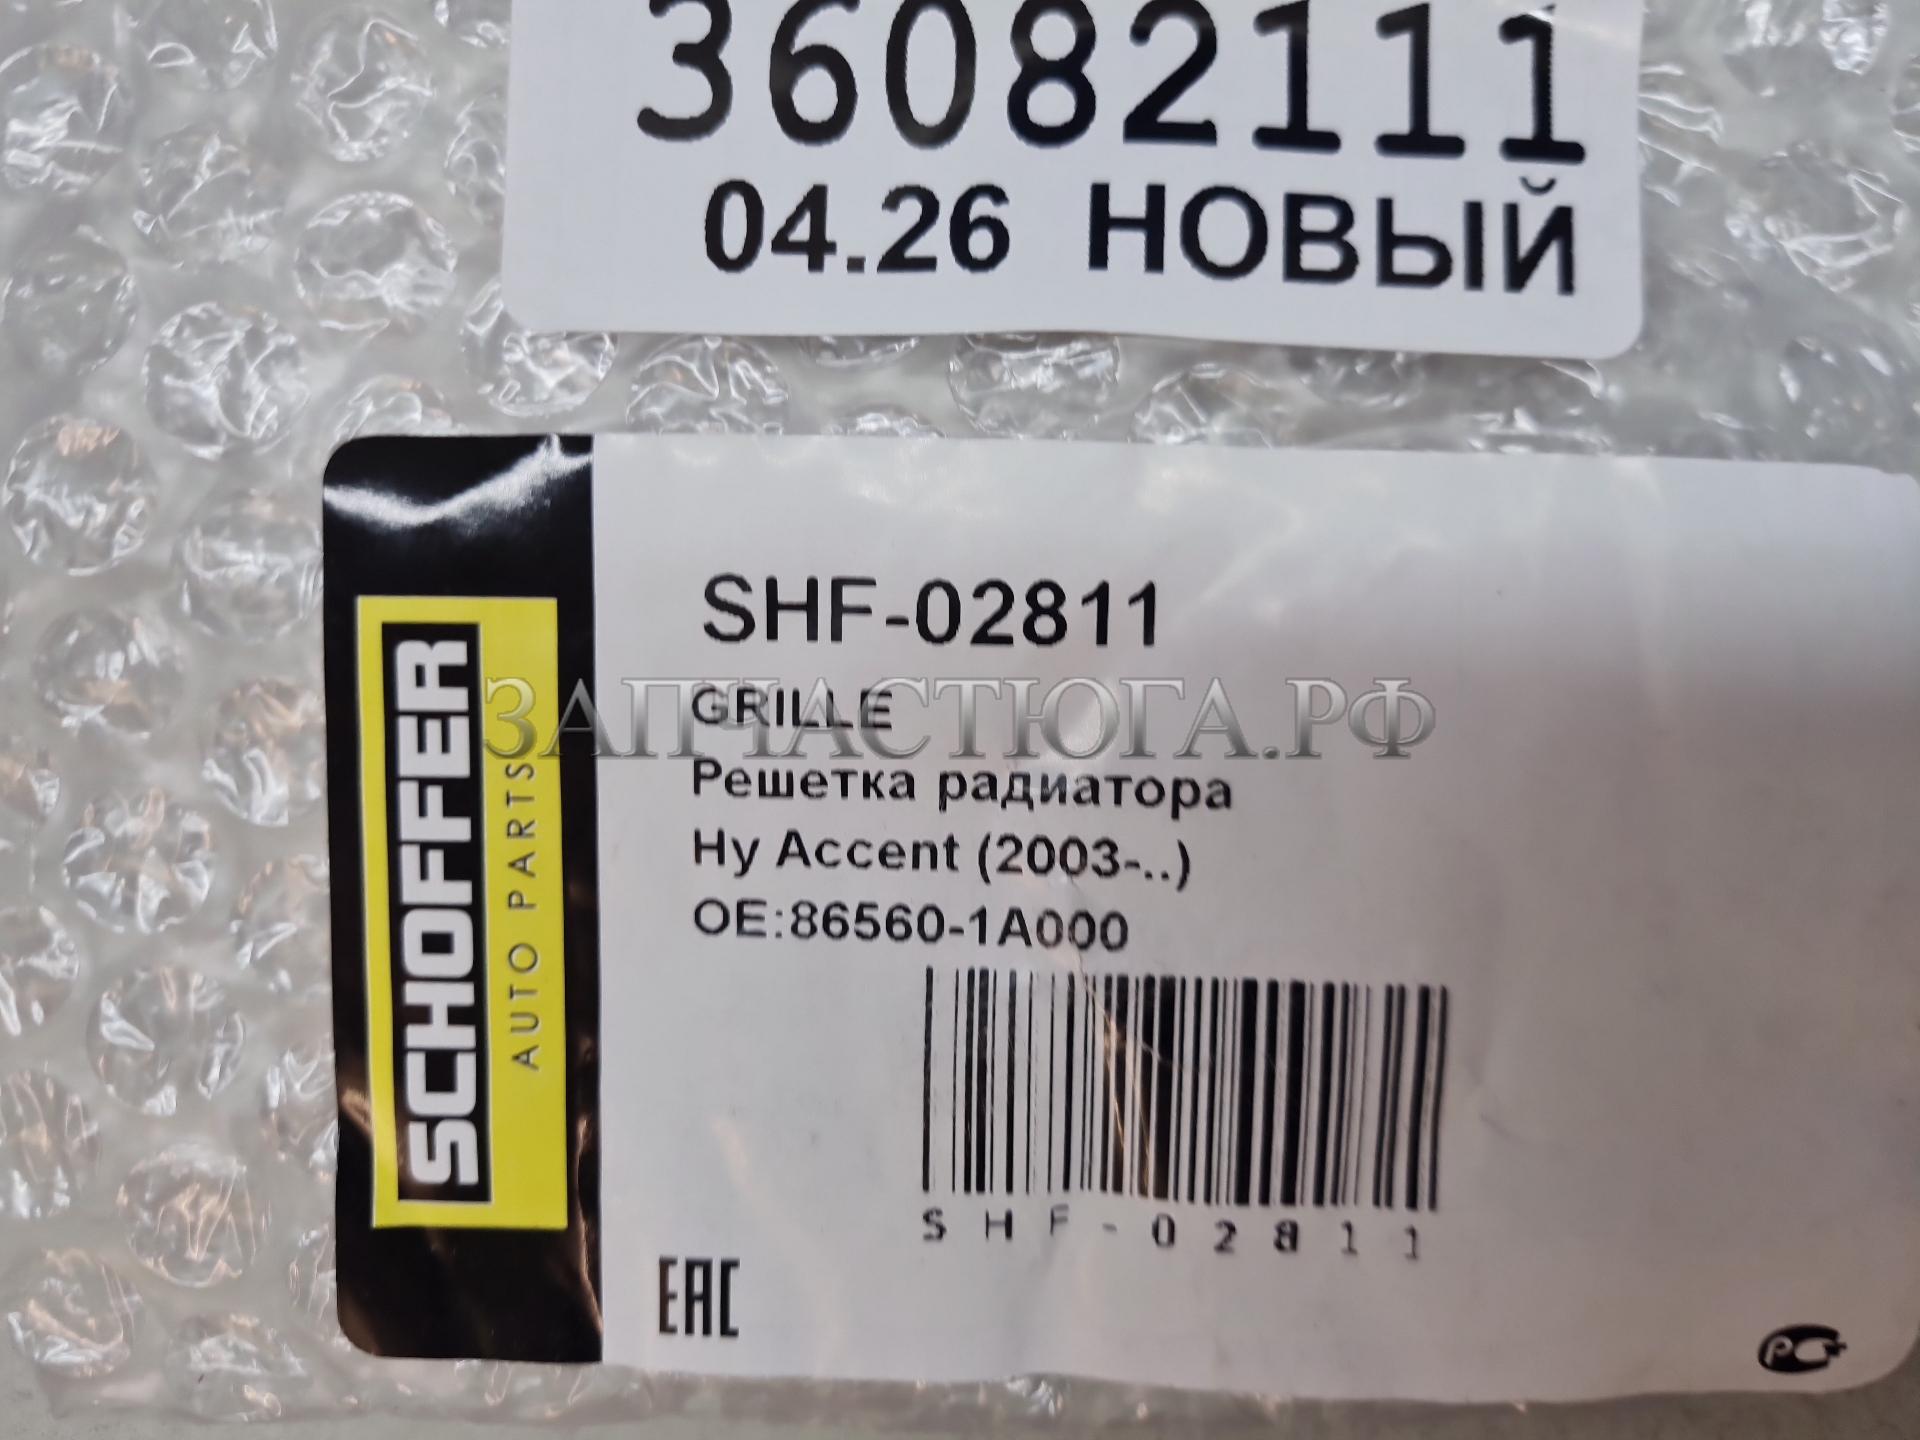 36082111
04.26 НОВЫЙ
SCHOFFER
AUTO PARTS
SHF-02811
ЗАПЧАСТЮГА.РФ
GRILLE
Решетка радиатора
Hy Accent (2003-..)
OE:86560-1A000
SHF-02811
EAC